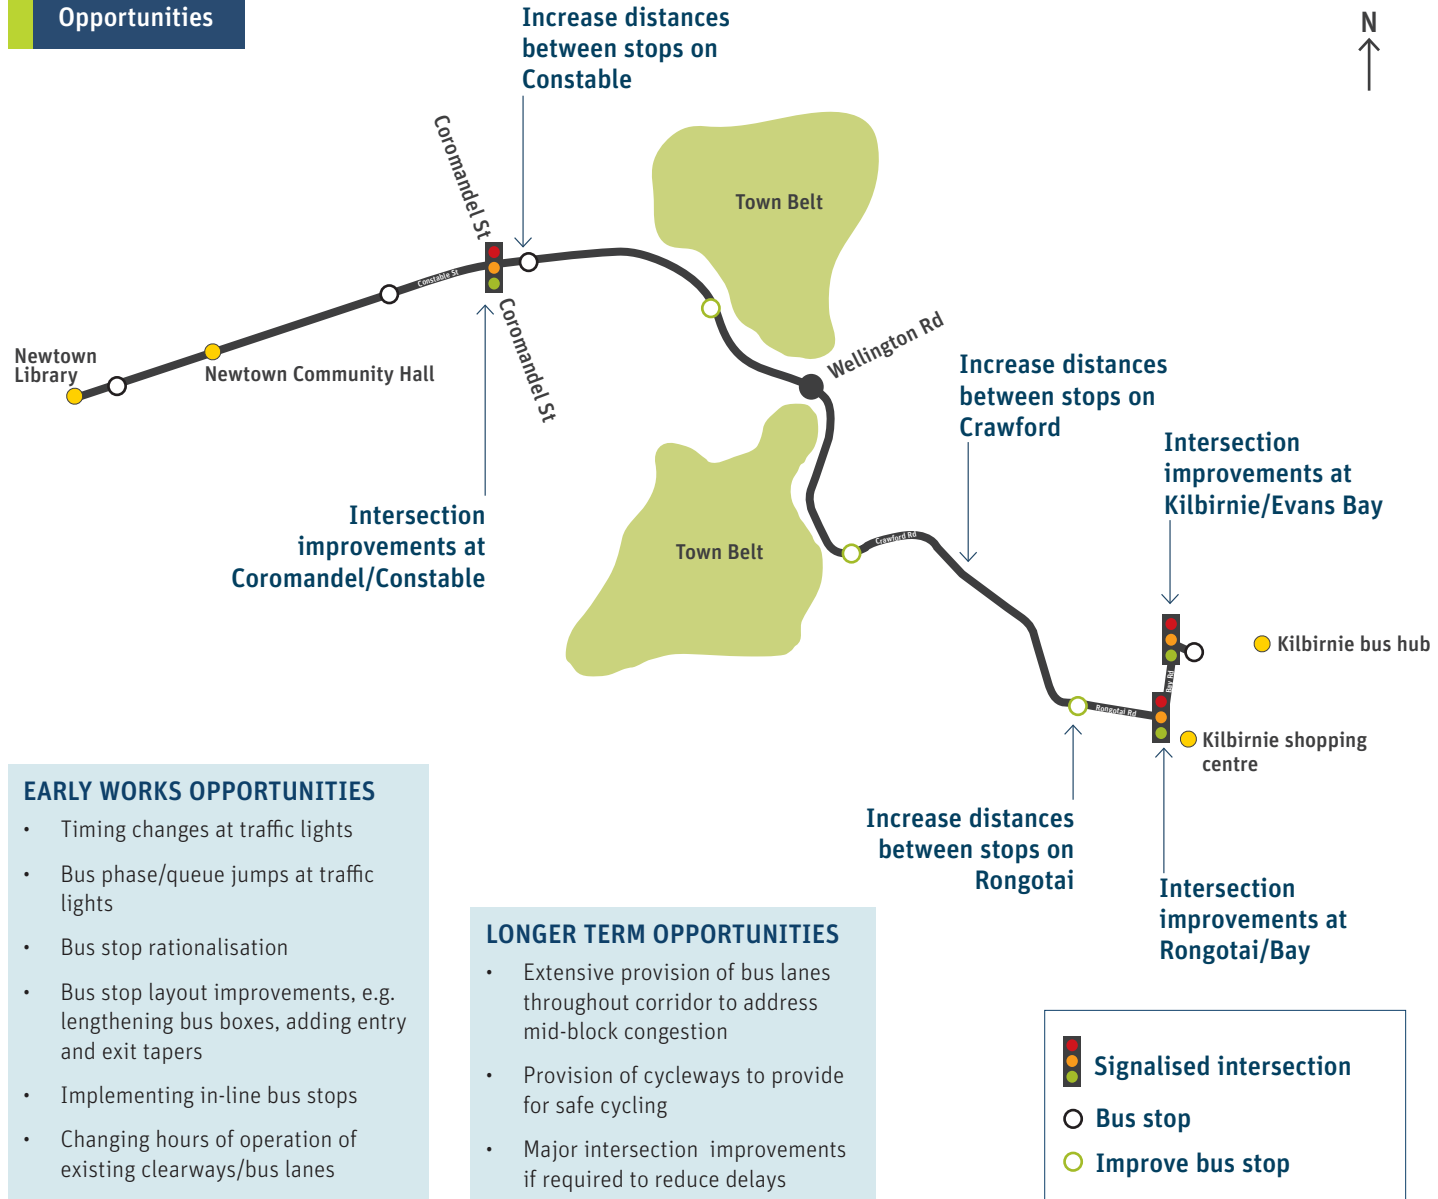 Opportunities
Increase distances
between stops on
Constable
N
Coromandel St
Town Belt
Constable St
Coromandel St
Wellington Rd
Newtown
Library
Newtown Community Hall
Increase distances
between stops on
Crawford
Intersection
improvements at
Kilbirnie/Evans Bay
Intersection
improvements at
Coromandel/Constable
Town Belt
Crawford Rd
Kilbirnie bus hub
Bay Rd
Rongotai Rd
Kilbirnie shopping
centre
Increase distances
between stops on
Rongotai
Intersection
improvements at
Rongotai/Bay
EARLY WORKS OPPORTUNITIES
• Timing changes at traffic lights
• Bus phase/queue jumps at traffic
lights
• Bus stop rationalisation
• Bus stop layout improvements, e.g.
lengthening bus boxes, adding entry
and exit tapers
• Implementing in-line bus stops
• Changing hours of operation of
existing clearways/bus lanes
LONGER TERM OPPORTUNITIES
• Extensive provision of bus lanes
throughout corridor to address
mid-block congestion
• Provision of cycleways to provide
for safe cycling
• Major intersection improvements
if required to reduce delays
Signalised intersection
Bus stop
Improve bus stop